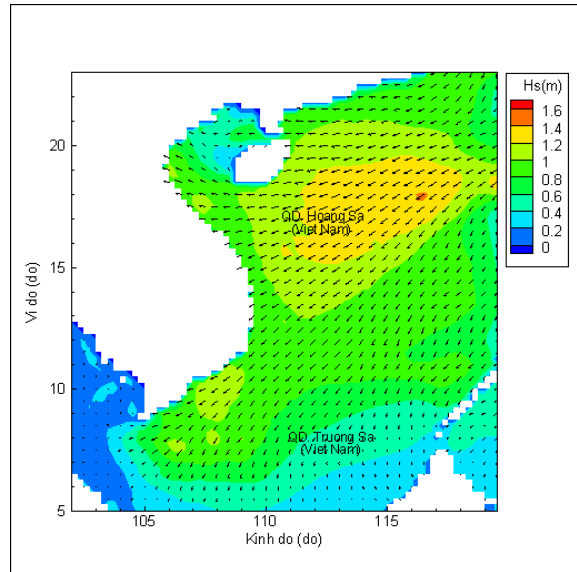 Hs(m)
1.6
1.4
1.2
1
0.8
0.6
0.4
0.2
0
20
15
10
5
Vi do (do)
QD. Hoang Sa
(Viet Nam)
QD. Truong Sa
(Viet Nam)
105
110
115
Kinh do (do)